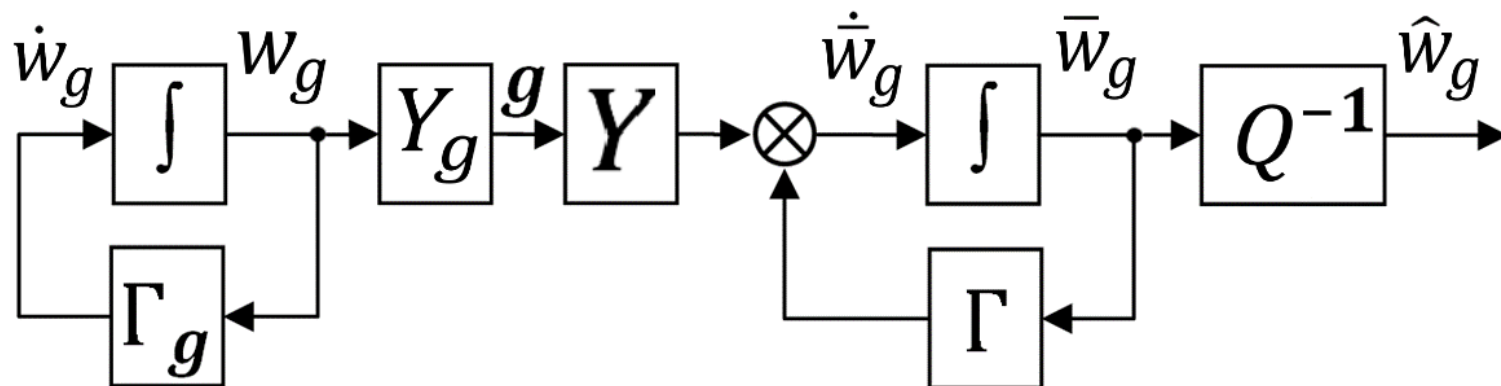 ẇ_g w_g g w̄̇_g w̄_g ŵ_g
∫ Y_g Y ∫ Q⁻¹
Γ_g Γ